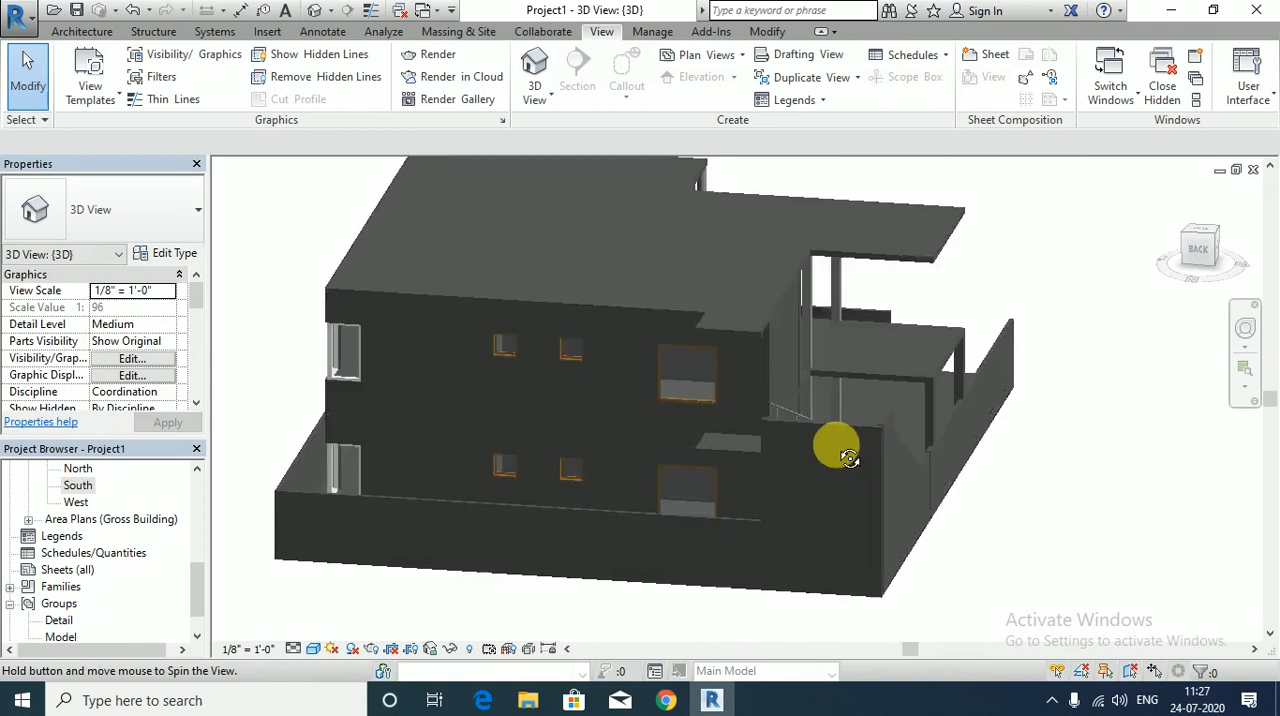 Project1 - 3D View: {3D}
Type a keyword or phrase
Sign In
Architecture Structure Systems Insert Annotate Analyze Massing & Site Collaborate View Manage Add-Ins Modify
Modify
View Templates
Visibility/ Graphics
Filters
Thin Lines
Show Hidden Lines
Remove Hidden Lines
Cut Profile
Render
Render in Cloud
Render Gallery
3D View
Section
Callout
Plan Views
Elevation
Drafting View
Duplicate View
Legends
Schedules
Scope Box
Sheet
View
Switch Windows
Close Hidden
User Interface
Select
Graphics
Create
Sheet Composition
Windows
Properties
3D View
3D View: {3D}
Edit Type
Graphics
View Scale 1/8" = 1'-0"
Scale Value 1: 96
Detail Level Medium
Parts Visibility Show Original
Visibility/Grap... Edit...
Graphic Displ... Edit...
Discipline Coordination
Show Hidden By Discipline
Properties help
Apply
Project Browser - Project1
North
South
West
Area Plans (Gross Building)
Legends
Schedules/Quantities
Sheets (all)
Families
Groups
Detail
Model
BACK
Activate Windows
Go to Settings to activate Windows.
1/8" = 1'-0"
Hold button and move mouse to Spin the View.
:0
Main Model
:0
Type here to search
ENG
11:27
24-07-2020